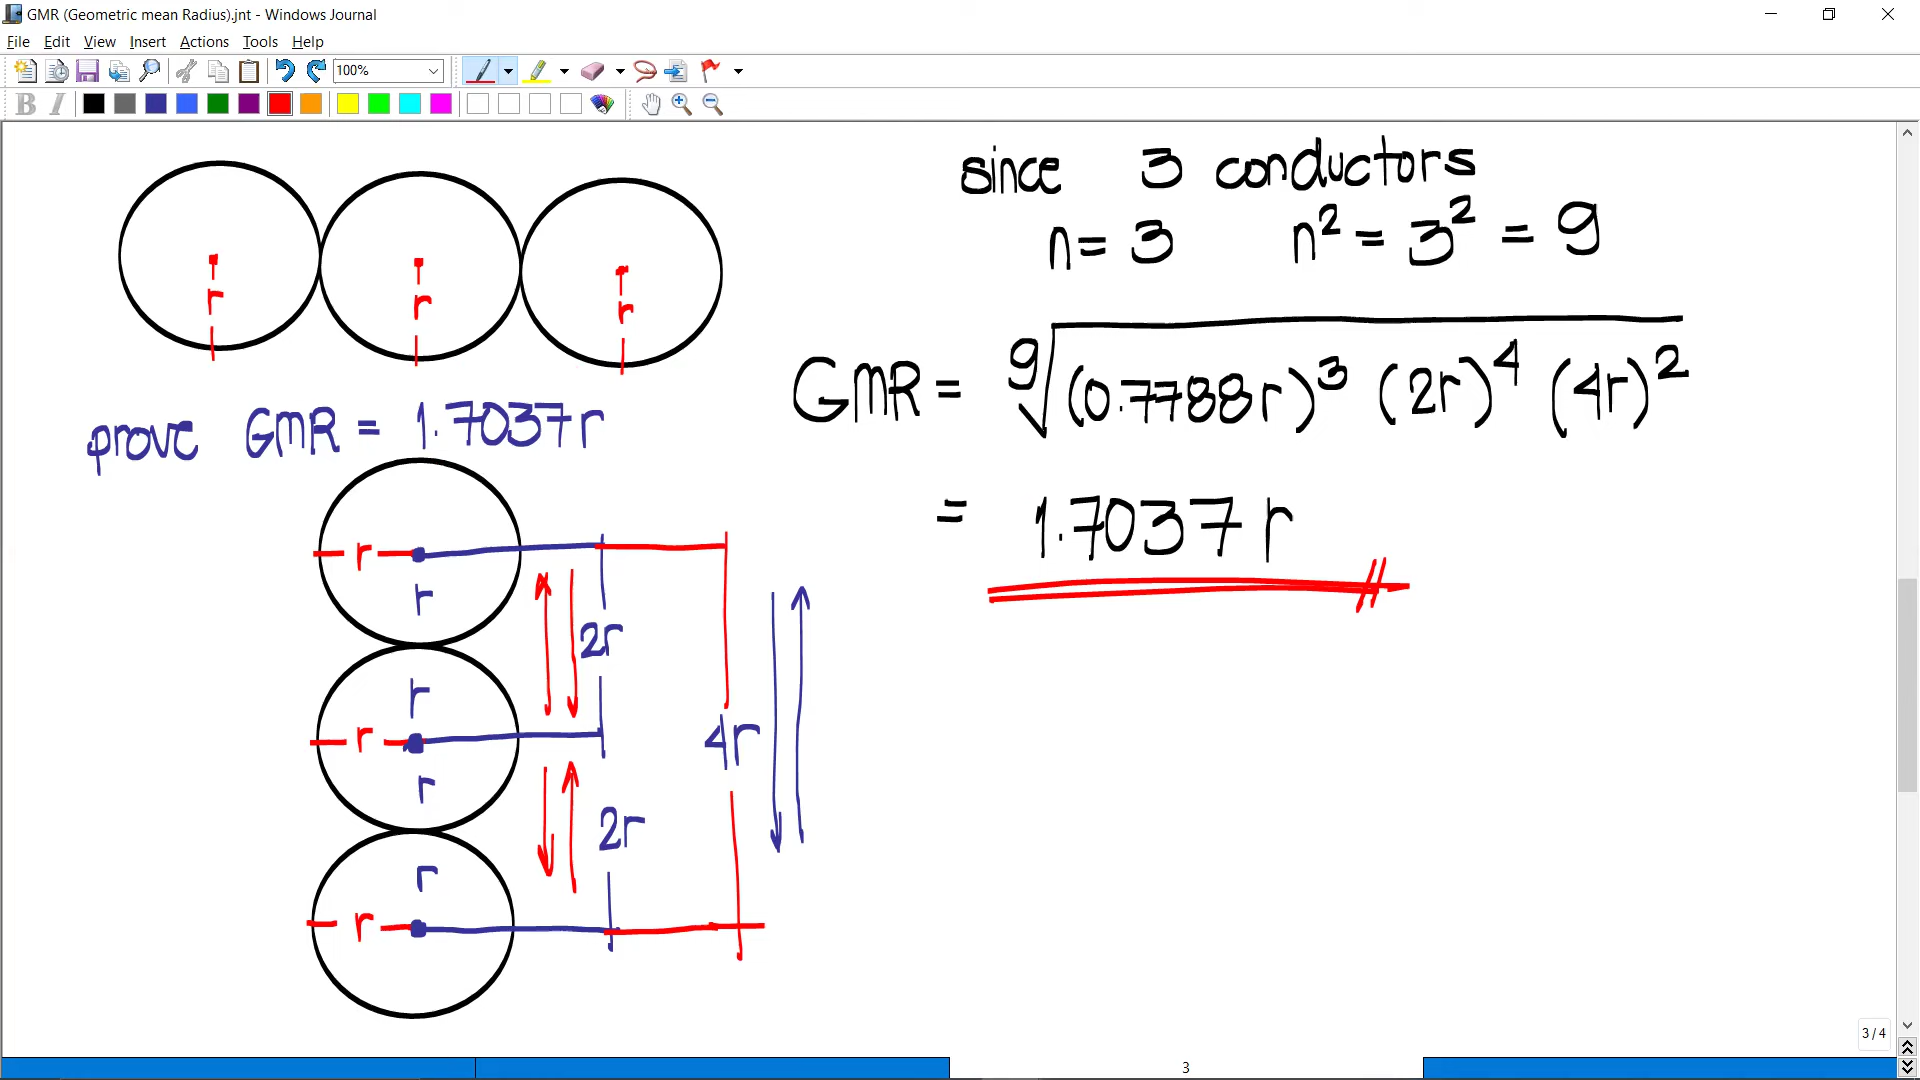 GMR (Geometric mean Radius).jnt - Windows Journal
File Edit View Insert Actions Tools Help
100%
B I
r r r
prove GMR = 1.7037r
r
r
2r
r
r
4r
r
2r
r
r
since 3 conductors
n = 3 n² = 3² = 9
GMR = ⁹√(0.7788r)³ (2r)⁴ (4r)²
= 1.7037 r
3 / 4
3